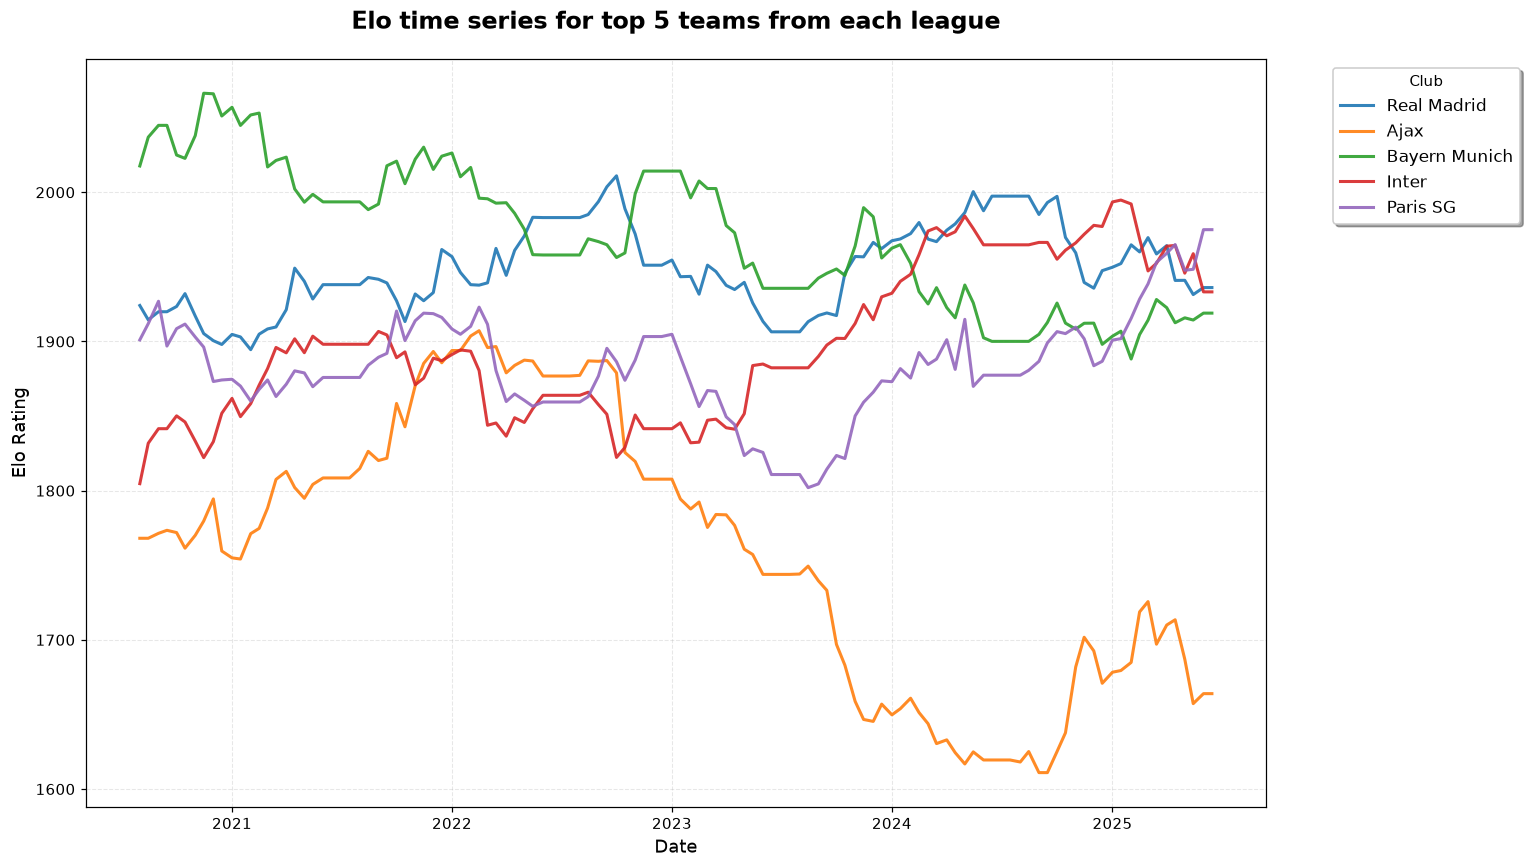 Elo time series for top 5 teams from each league
Club
Real Madrid
Ajax
Bayern Munich
Inter
Paris SG
Elo Rating
2000
1900
1800
1700
1600
2021
2022
2023
2024
2025
Date